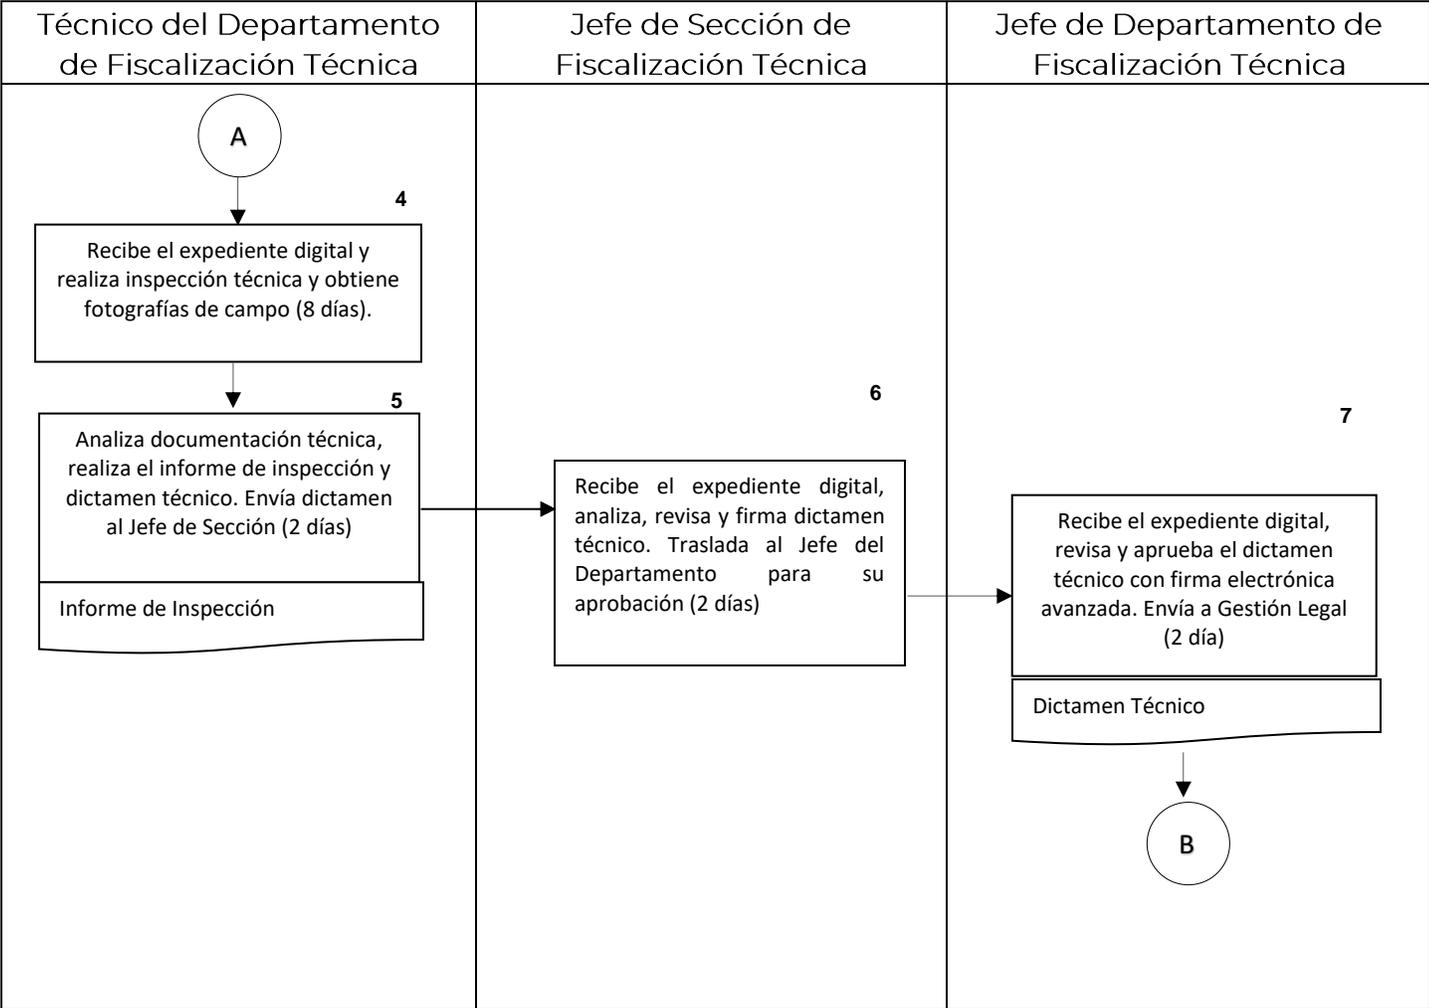 Técnico del Departamento
de Fiscalización Técnica
Jefe de Sección de
Fiscalización Técnica
Jefe de Departamento de
Fiscalización Técnica
A
4
Recibe el expediente digital y
realiza inspección técnica y obtiene
fotografías de campo (8 días).
5
Analiza documentación técnica,
realiza el informe de inspección y
dictamen técnico. Envía dictamen
al Jefe de Sección (2 días)
Informe de Inspección
6
Recibe el expediente digital,
analiza, revisa y firma dictamen
técnico. Traslada al Jefe del
Departamento para su
aprobación (2 días)
7
Recibe el expediente digital,
revisa y aprueba el dictamen
técnico con firma electrónica
avanzada. Envía a Gestión Legal
(2 día)
Dictamen Técnico
B